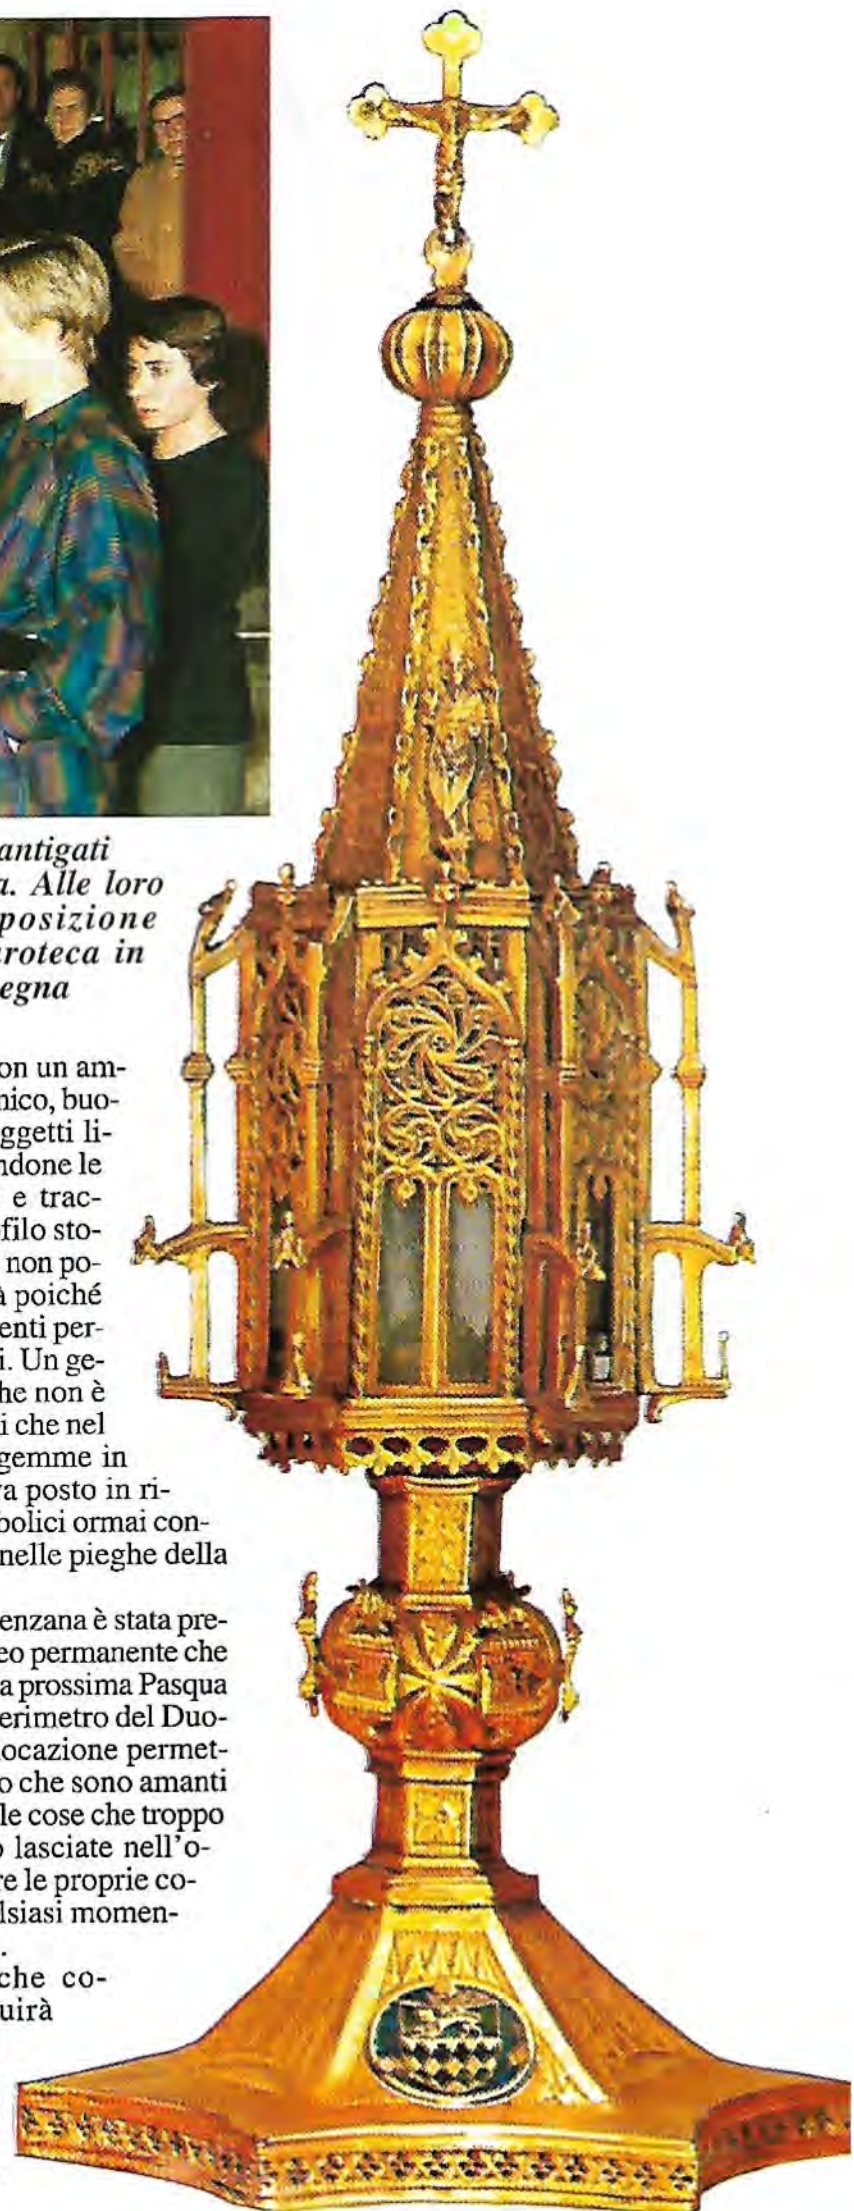 antigati
a. Alle loro
posizione
aroteca in
egna
on un am-
nico, buo-
ggetti li-
ndone le
e trac-
filo sto-
non po-
à poiché
enti per-
i. Un ge-
he non è
i che nel
gemme in
va posto in ri-
bolici ormai con-
nelle pieghe della
enzana è stata pre-
eo permanente che
a prossima Pasqua
erimetro del Duo-
locazione permet-
o che sono amanti
le cose che troppo
o lasciate nell'o-
re le proprie co-
lsiasi momen-
.
che co-
uirà